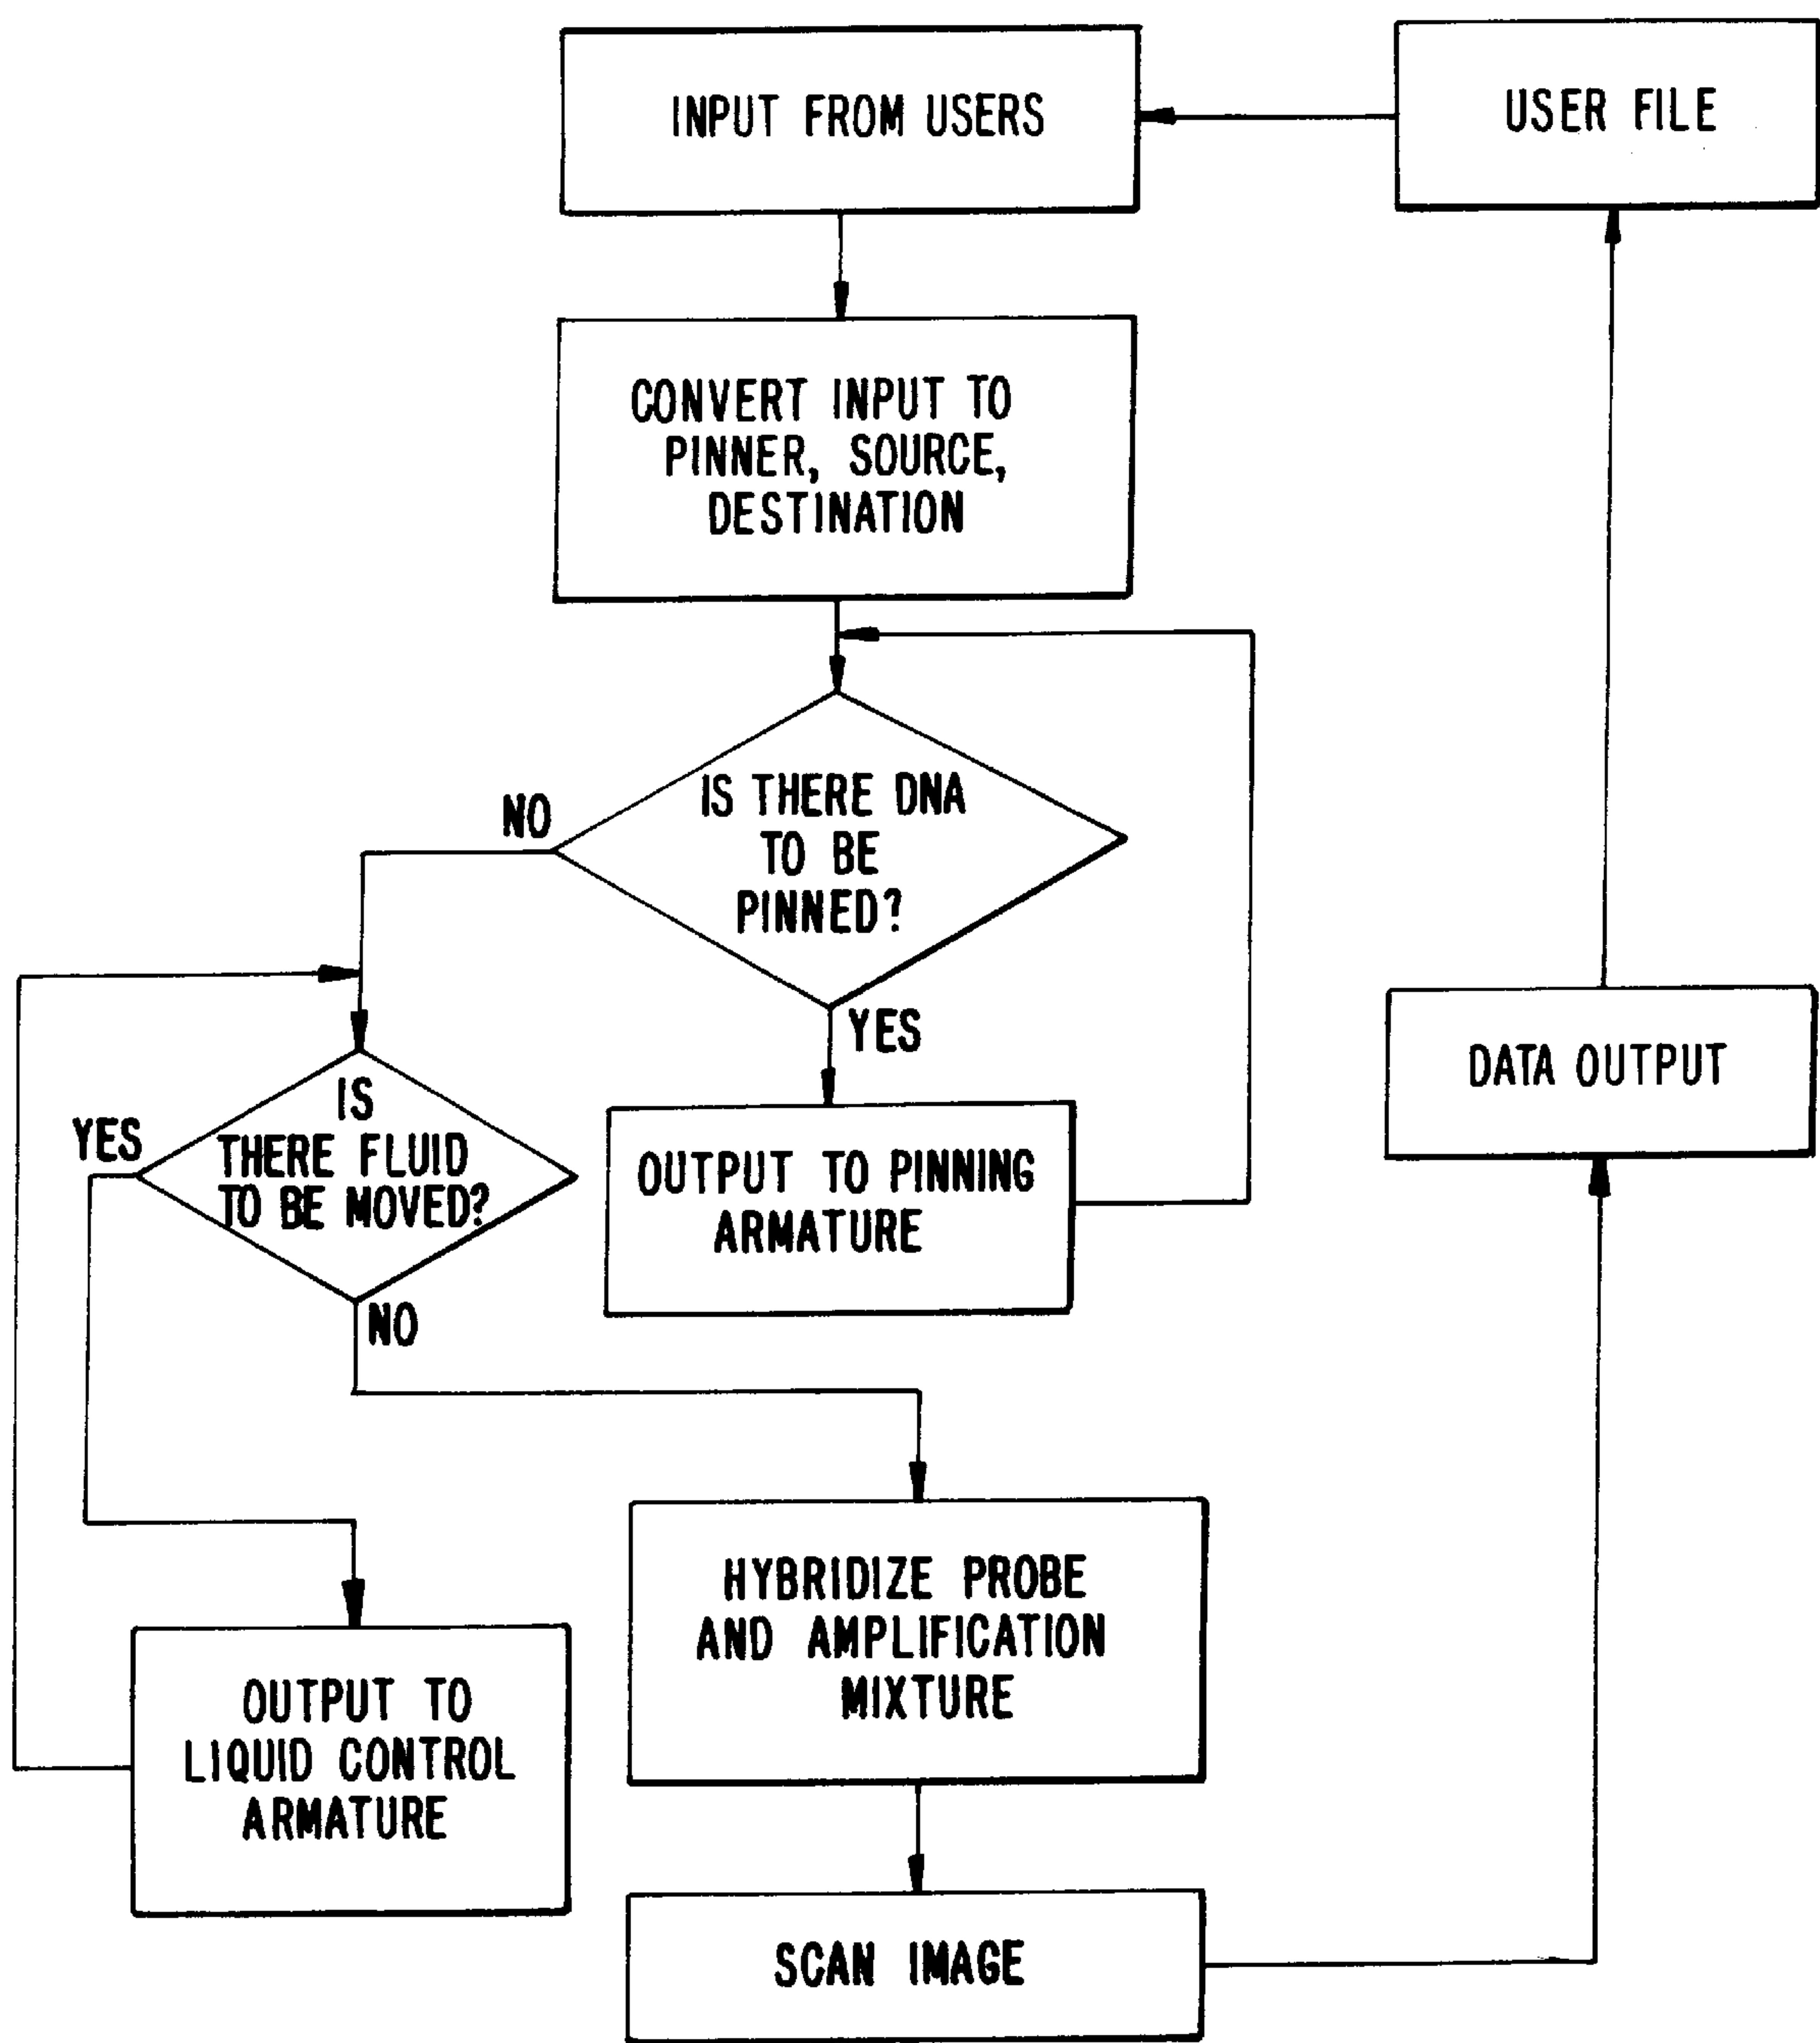 INPUT FROM USERS
USER FILE
CONVERT INPUT TO
PINNER, SOURCE,
DESTINATION
IS THERE DNA
TO BE
PINNED?
NO
YES
IS
THERE FLUID
TO BE MOVED?
YES
NO
OUTPUT TO PINNING
ARMATURE
DATA OUTPUT
HYBRIDIZE PROBE
AND AMPLIFICATION
MIXTURE
OUTPUT TO
LIQUID CONTROL
ARMATURE
SCAN IMAGE